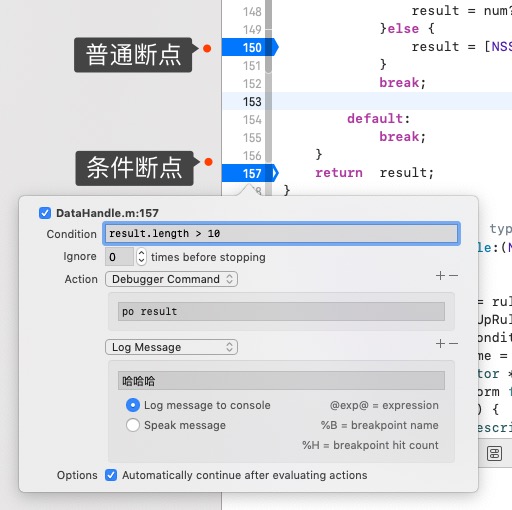 148 result = num?
149 }else {
普通断点
150 result = [NSS
151 }
152 break;
153
154 default:
155 break;
条件断点
156 }
157 return result;
}
DataHandle.m:157
Condition result.length > 10
Ignore 0 times before stopping
Action Debugger Command
po result
Log Message
哈哈哈
Log message to console @exp@ = expression
Speak message %B = breakpoint name
%H = breakpoint hit count
Options Automatically continue after evaluating actions
typ
le:(N
= rul
UpRul
ondit
me =
tor *
orm f
) {
escri